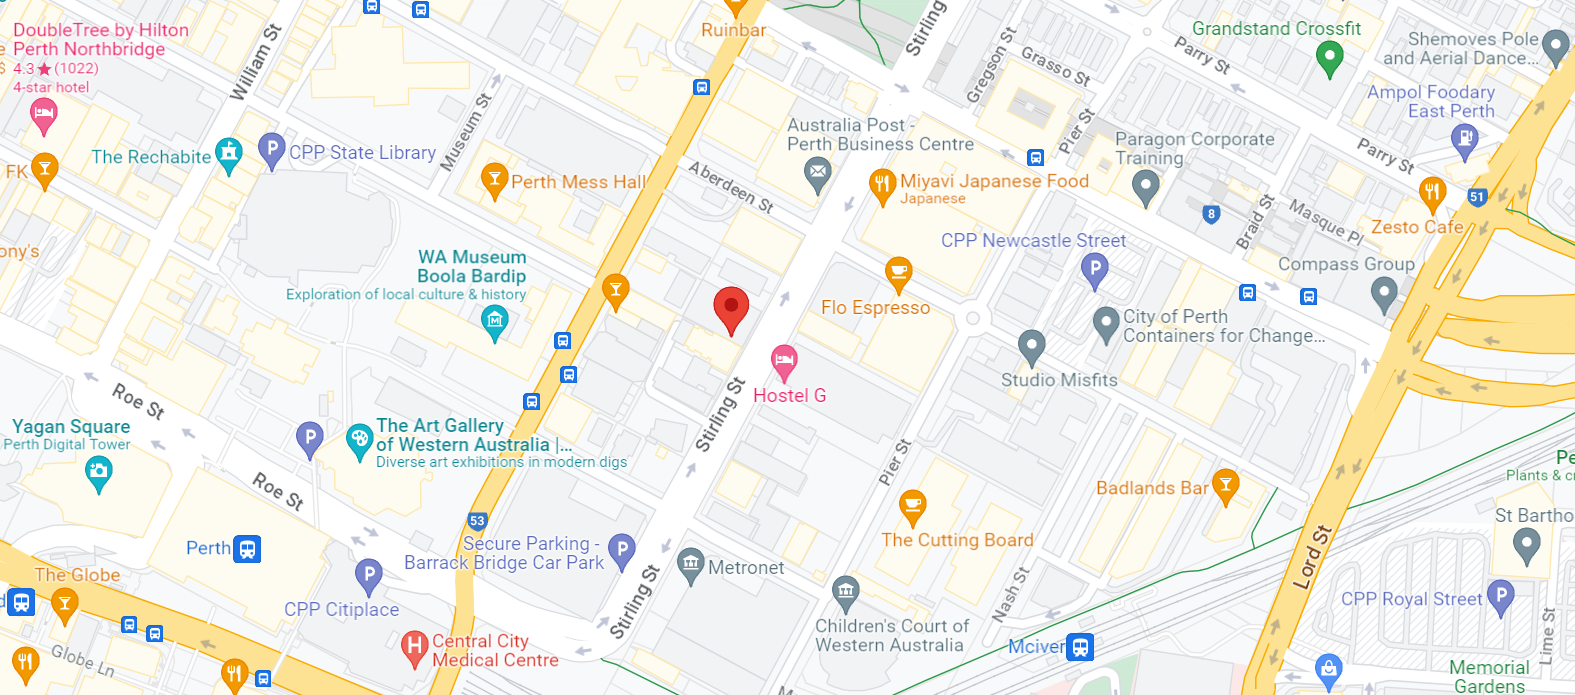 DoubleTree by Hilton
Perth Northbridge
4.3★(1022)
4-star hotel
William St
Ruinbar
Stirling
Gregson St
Grasso St
Parry St
Grandstand Crossfit
Shemoves Pole
and Aerial Dance...
Ampol Foodary
East Perth
FK
The Rechabite
P
CPP State Library
Museum St
Perth Mess Hall
Aberdeen St
Australia Post -
Perth Business Centre
Miyavi Japanese Food
Japanese
Pier St
Paragon Corporate
Training
Parry St
51
8
Braid St
Masque Pl
Zesto Cafe
ony's
WA Museum
Boola Bardip
Exploration of local culture & history
CPP Newcastle Street
P
Compass Group
Flo Espresso
City of Perth
Containers for Change...
Studio Misfits
Hostel G
Stirling St
Roe St
Yagan Square
Perth Digital Tower
P
The Art Gallery
of Western Australia |...
Diverse art exhibitions in modern digs
Pier St
Badlands Bar
Pe
Plants & c
Roe St
53
Perth
Secure Parking -
Barrack Bridge Car Park
P
The Cutting Board
St Bartho
Lord St
The Globe
P
CPP Citiplace
Metronet
Stirling St
Nash St
CPP Royal Street
P
Children's Court of
Western Australia
Mciver
Lime St
Globe Ln
H
Central City
Medical Centre
Memorial
Gardens